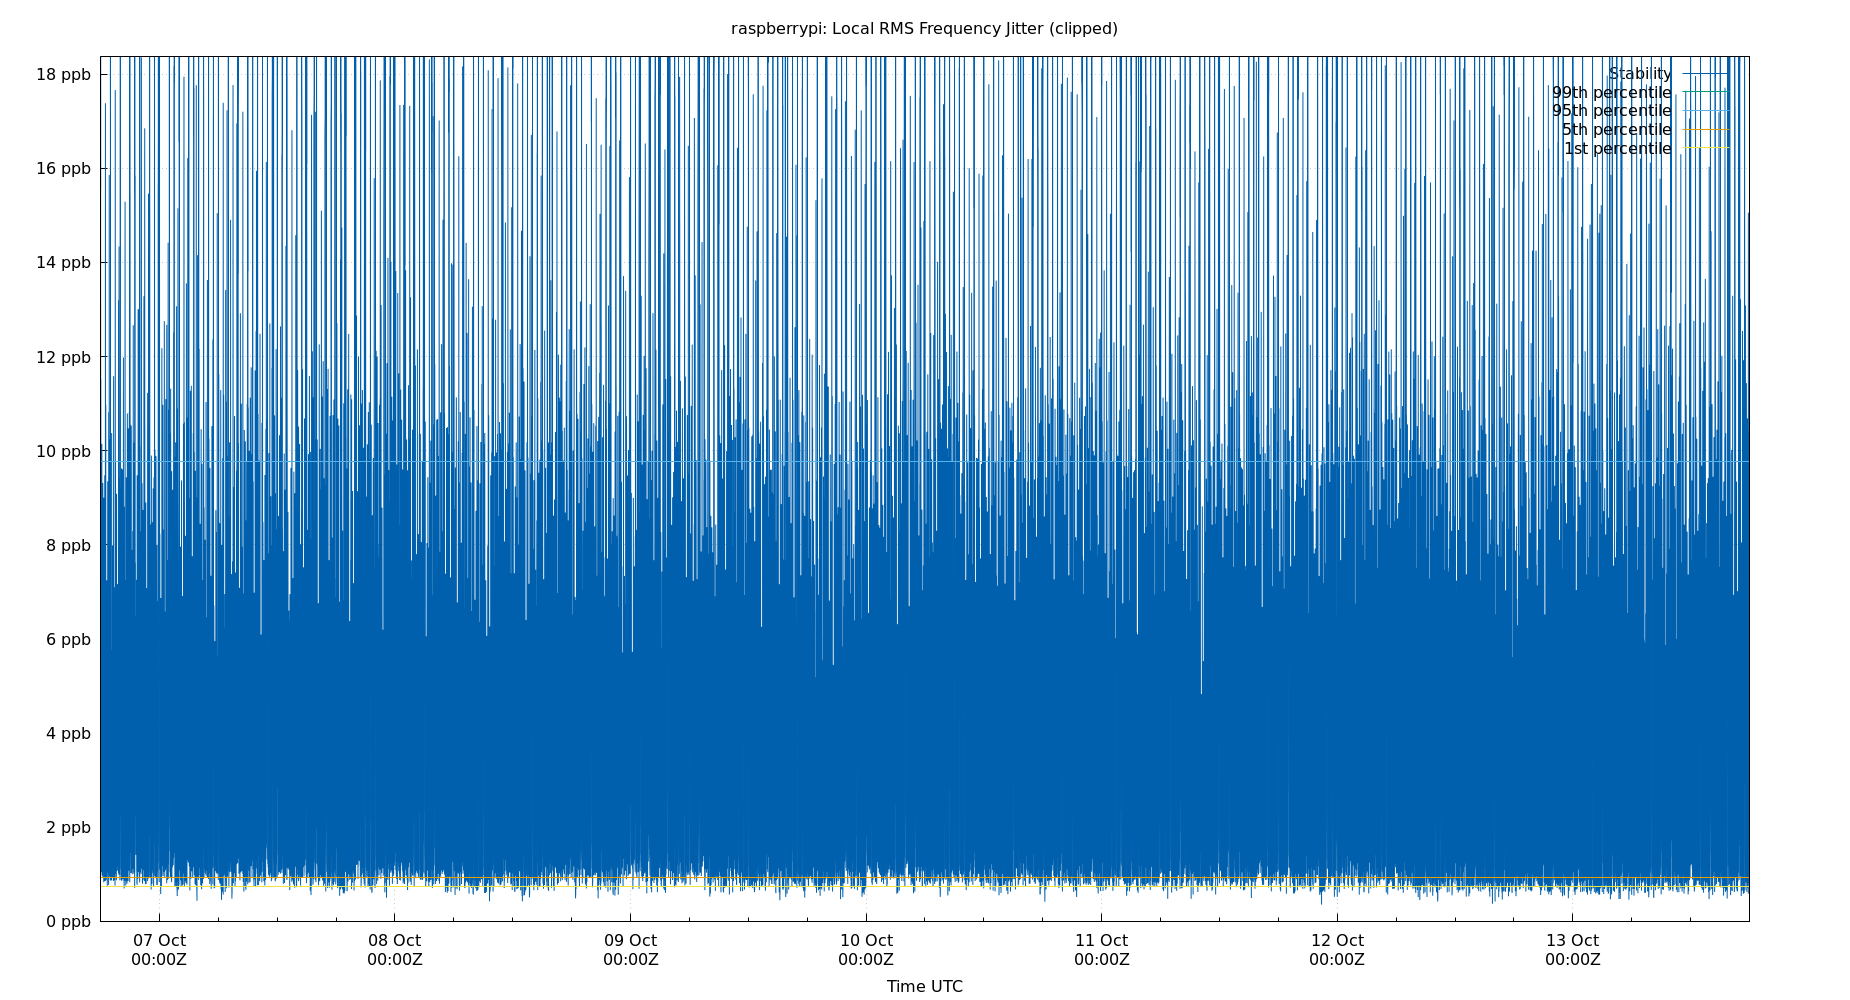 raspberrypi: Local RMS Frequency Jitter (clipped)
18 ppb
16 ppb
14 ppb
12 ppb
10 ppb
8 ppb
6 ppb
4 ppb
2 ppb
0 ppb
Stability
99th percentile
95th percentile
5th percentile
1st percentile
07 Oct 08 Oct 09 Oct 10 Oct 11 Oct 12 Oct 13 Oct
00:00Z 00:00Z 00:00Z 00:00Z 00:00Z 00:00Z 00:00Z
Time UTC